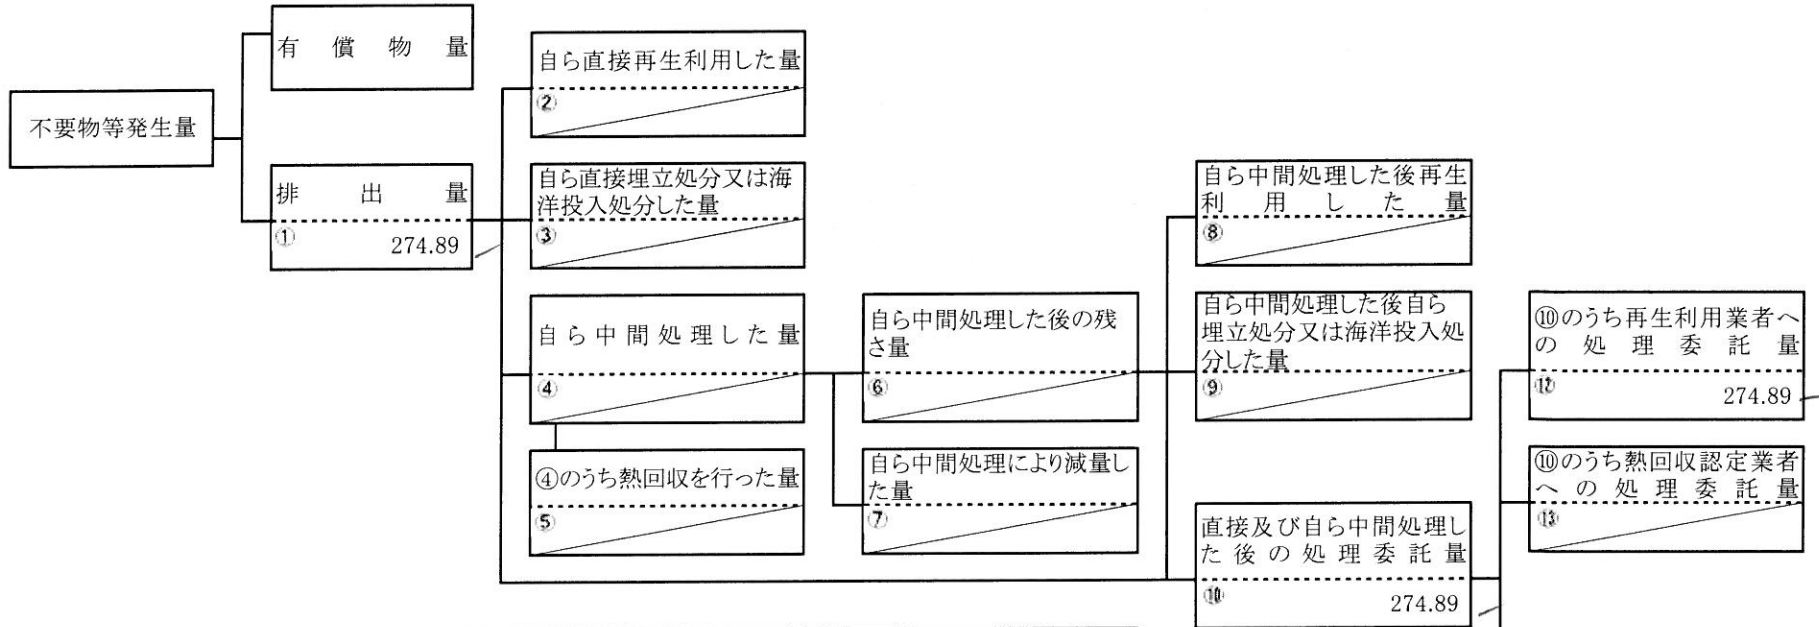 有償物量
不要物等発生量
排出量
① 274.89
自ら直接再生利用した量
②
自ら直接埋立処分又は海
洋投入処分した量
③
自ら中間処理した量
④
④のうち熱回収を行った量
⑤
自ら中間処理した後の残
さ量
⑥
自ら中間処理により減量し
た量
⑦
自ら中間処理した後再生
利用した量
⑧
自ら中間処理した後自ら
埋立処分又は海洋投入処
分した量
⑨
直接及び自ら中間処理し
た後の処理委託量
⑩ 274.89
⑩のうち再生利用業者へ
の処理委託量
⑫ 274.89
⑩のうち熱回収認定業者
への処理委託量
⑬